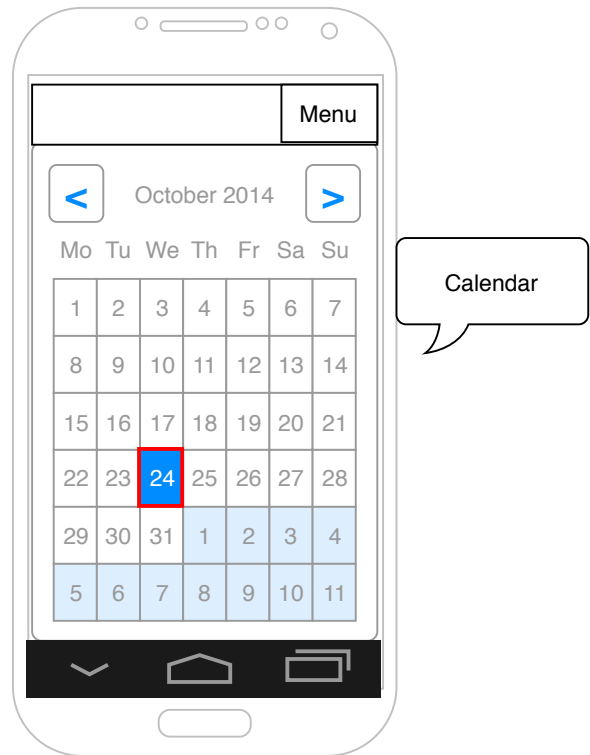 Menu
< October 2014 >
Mo Tu We Th Fr Sa Su
1 2 3 4 5 6 7
8 9 10 11 12 13 14
15 16 17 18 19 20 21
22 23 24 25 26 27 28
29 30 31 1 2 3 4
5 6 7 8 9 10 11
Calendar